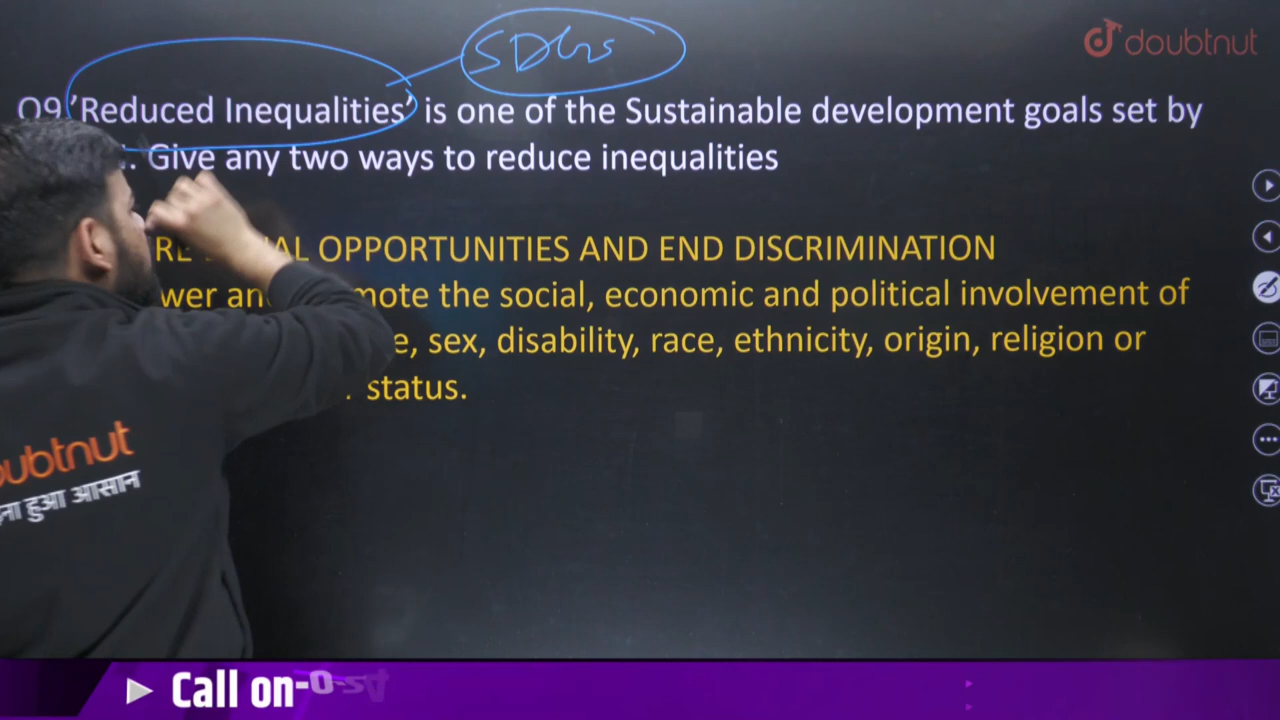 SDGs
doubtnut
Q9 'Reduced Inequalities' is one of the Sustainable development goals set by
. Give any two ways to reduce inequalities
RE OPPORTUNITIES AND END DISCRIMINATION
wer an mote the social, economic and political involvement of
e, sex, disability, race, ethnicity, origin, religion or
status.
oubtnut
ना हुआ आसान
Call on-